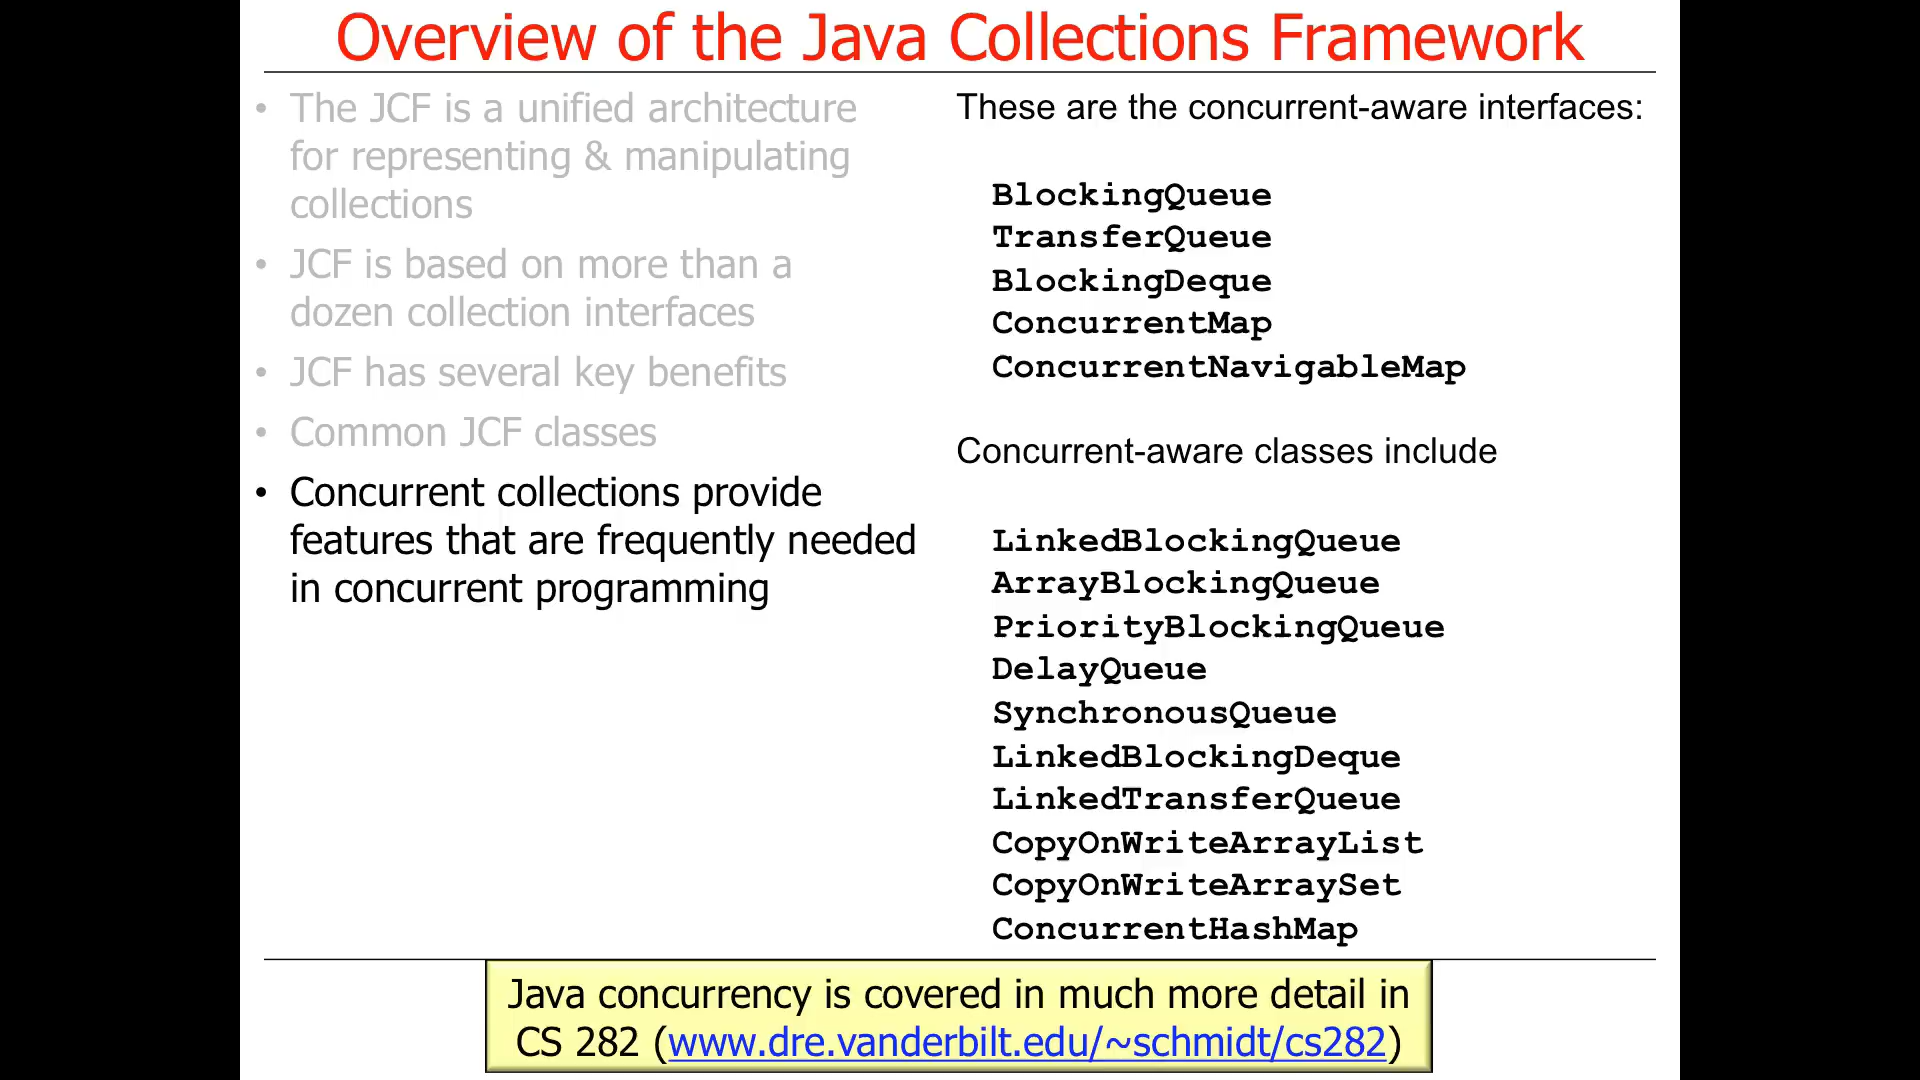 Overview of the Java Collections Framework
• The JCF is a unified architecture
for representing & manipulating
collections
• JCF is based on more than a
dozen collection interfaces
• JCF has several key benefits
• Common JCF classes
• Concurrent collections provide
features that are frequently needed
in concurrent programming
These are the concurrent-aware interfaces:
BlockingQueue
TransferQueue
BlockingDeque
ConcurrentMap
ConcurrentNavigableMap
Concurrent-aware classes include
LinkedBlockingQueue
ArrayBlockingQueue
PriorityBlockingQueue
DelayQueue
SynchronousQueue
LinkedBlockingDeque
LinkedTransferQueue
CopyOnWriteArrayList
CopyOnWriteArraySet
ConcurrentHashMap
Java concurrency is covered in much more detail in
CS 282 (www.dre.vanderbilt.edu/~schmidt/cs282)